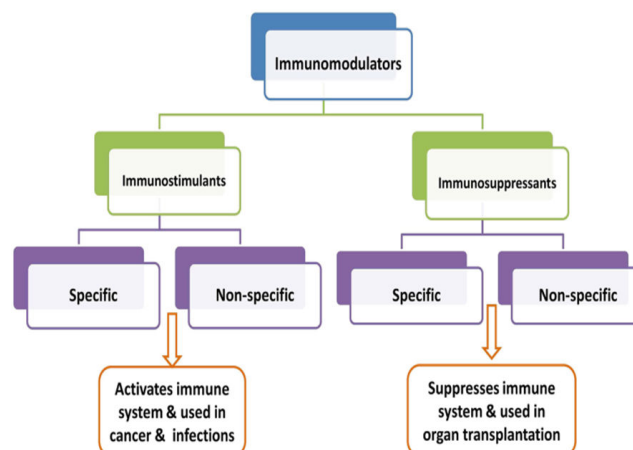 Immunomodulators
Immunostimulants
Immunosuppressants
Specific
Non-specific
Specific
Non-specific
Activates immune
system & used in
cancer & infections
Suppresses immune
system & used in
organ transplantation